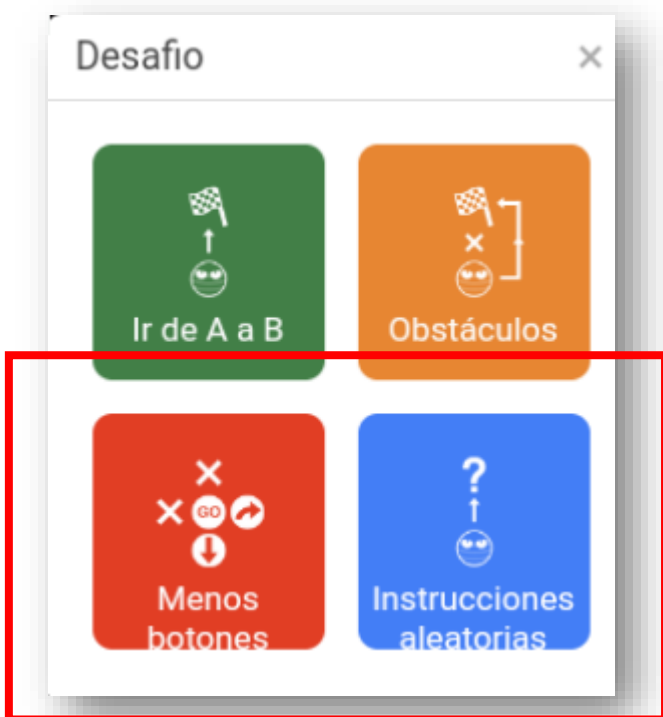 Desafio ×
Ir de A a B
Obstáculos
GO
?
Menos
botones
Instrucciones
aleatorias